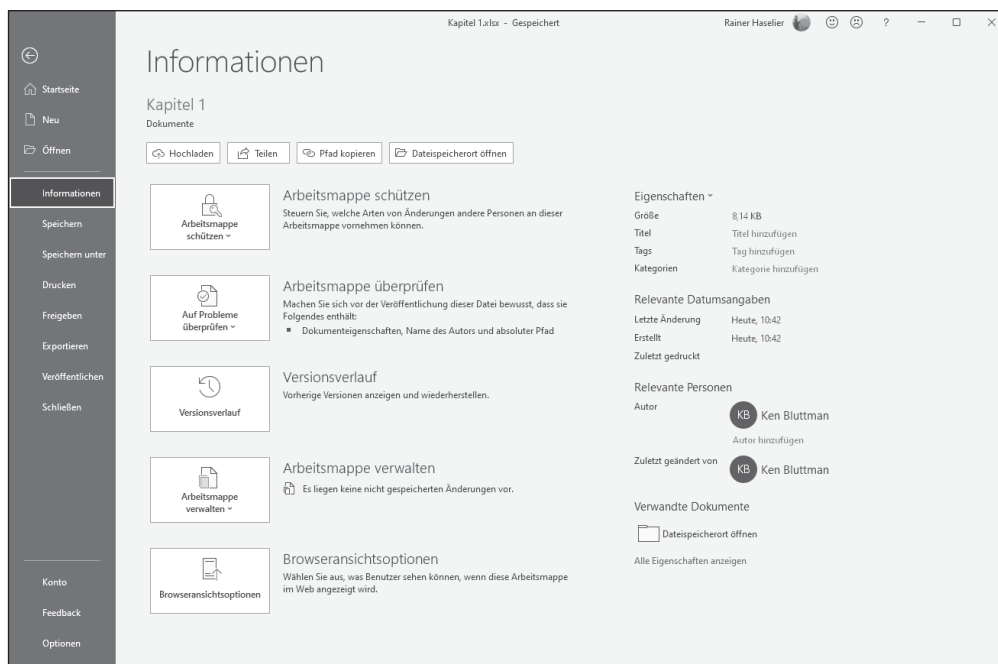 Kapitel 1.xlsx - Gespeichert
Rainer Haselier
?
Startseite
Neu
Öffnen
Informationen
Speichern
Speichern unter
Drucken
Freigeben
Exportieren
Veröffentlichen
Schließen
Konto
Feedback
Optionen
Informationen
Kapitel 1
Dokumente
Hochladen
Teilen
Pfad kopieren
Dateispeicherort öffnen
Arbeitsmappe
schützen
Arbeitsmappe schützen
Steuern Sie, welche Arten von Änderungen andere Personen an dieser
Arbeitsmappe vornehmen können.
Auf Probleme
überprüfen
Arbeitsmappe überprüfen
Machen Sie sich vor der Veröffentlichung dieser Datei bewusst, dass sie
Folgendes enthält:
Dokumenteigenschaften, Name des Autors und absoluter Pfad
Versionsverlauf
Versionsverlauf
Vorherige Versionen anzeigen und wiederherstellen.
Arbeitsmappe
verwalten
Arbeitsmappe verwalten
Es liegen keine nicht gespeicherten Änderungen vor.
Browseransichtsoptionen
Browseransichtsoptionen
Wählen Sie aus, was Benutzer sehen können, wenn diese Arbeitsmappe
im Web angezeigt wird.
Eigenschaften
Größe 8,14 KB
Titel Titel hinzufügen
Tags Tag hinzufügen
Kategorien Kategorie hinzufügen
Relevante Datumsangaben
Letzte Änderung Heute, 10:42
Erstellt Heute, 10:42
Zuletzt gedruckt
Relevante Personen
Autor
KB Ken Bluttman
Autor hinzufügen
Zuletzt geändert von
KB Ken Bluttman
Verwandte Dokumente
Dateispeicherort öffnen
Alle Eigenschaften anzeigen